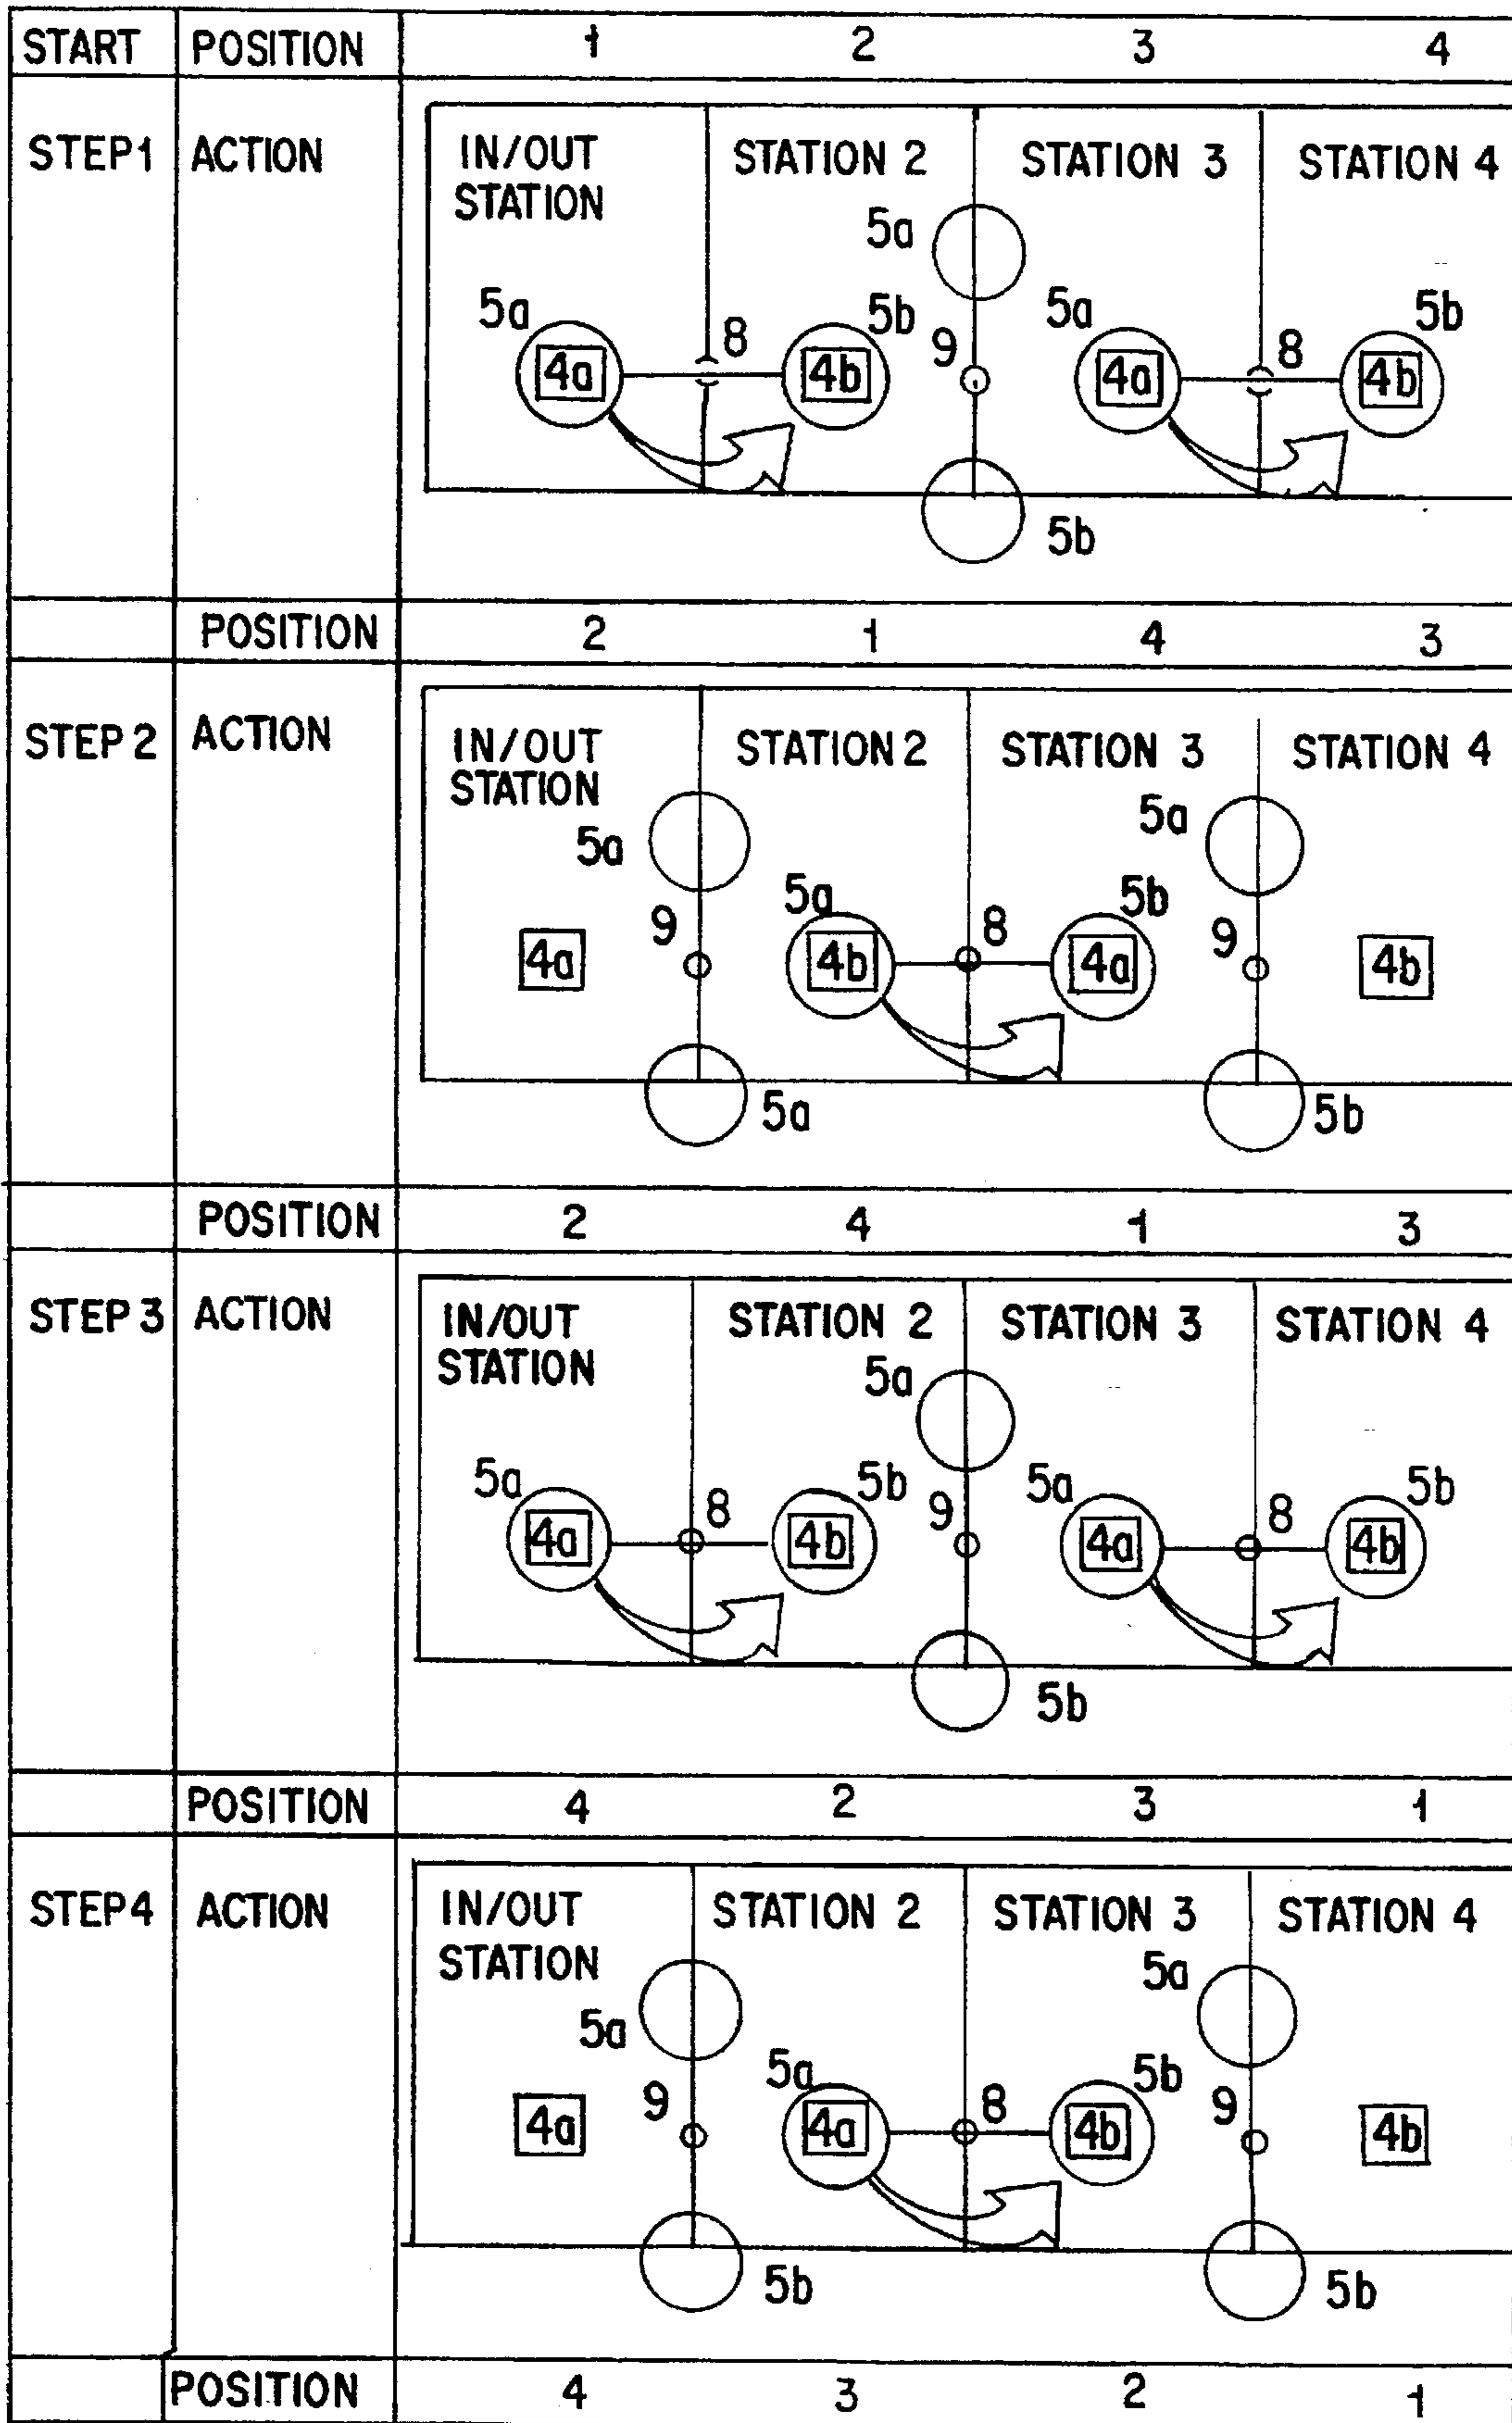 START POSITION 1 2 3 4
STEP1 ACTION IN/OUT STATION 2 STATION 3 STATION 4
STATION
5a
5a 8 5b 9 5a 8 5b
4a 4b 4a 4b
5b
POSITION 2 1 4 3
STEP 2 ACTION IN/OUT STATION 2 STATION 3 STATION 4
STATION
5a 5a
9 5a 8 5b 9
4a 4b 4a 4b
5a 5b
POSITION 2 4 1 3
STEP 3 ACTION IN/OUT STATION 2 STATION 3 STATION 4
STATION
5a
5a 8 5b 9 5a 8 5b
4a 4b 4a 4b
5b
POSITION 4 2 3 1
STEP4 ACTION IN/OUT STATION 2 STATION 3 STATION 4
STATION
5a 5a
9 5a 8 5b 9
4a 4a 4b 4b
5b 5b
POSITION 4 3 2 1